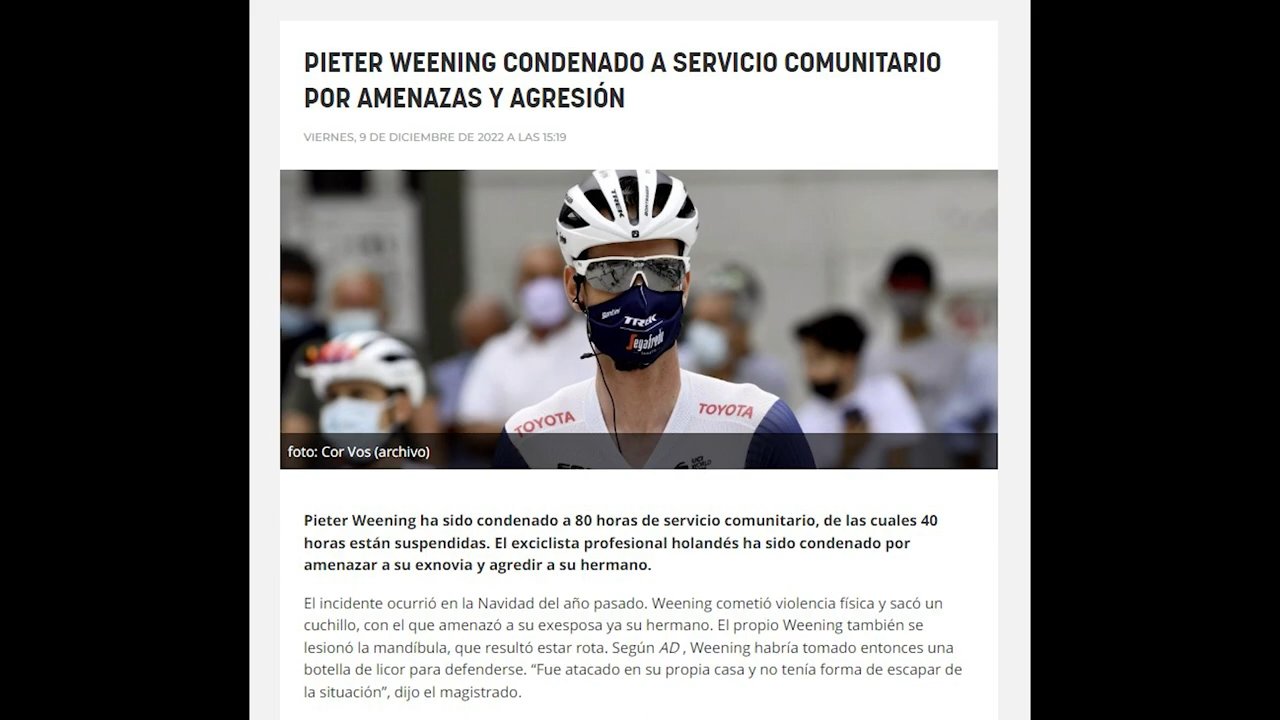 PIETER WEENING CONDENADO A SERVICIO COMUNITARIO
POR AMENAZAS Y AGRESIÓN
VIERNES, 9 DE DICIEMBRE DE 2022 A LAS 15:19
TREK
Santini
TREK
Segafredo
TOYOTA
TOYOTA
UCI
WORLD
foto: Cor Vos (archivo)
Pieter Weening ha sido condenado a 80 horas de servicio comunitario, de las cuales 40
horas están suspendidas. El exciclista profesional holandés ha sido condenado por
amenazar a su exnovia y agredir a su hermano.
El incidente ocurrió en la Navidad del año pasado. Weening cometió violencia física y sacó un
cuchillo, con el que amenazó a su exesposa ya su hermano. El propio Weening también se
lesionó la mandíbula, que resultó estar rota. Según AD , Weening habría tomado entonces una
botella de licor para defenderse. “Fue atacado en su propia casa y no tenía forma de escapar de
la situación”, dijo el magistrado.